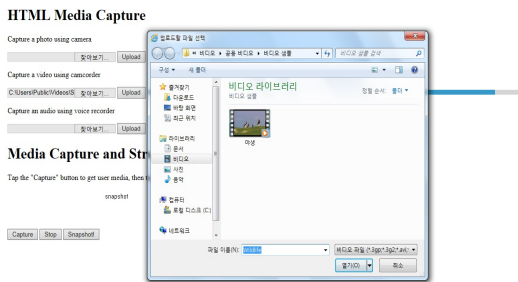 HTML Media Capture
Capture a photo using camera
찾아보기... Upload
Capture a video using camcorder
C:\Users\Public\Videos\S 찾아보기... Upload
Capture an audio using voice recorder
찾아보기... Upload
Media Capture and Str
Tap the "Capture" button to get user media, then t
snapshot
Capture Stop Snapshot!
업로드할 파일 선택
« 비디오 ▸ 공용 비디오 ▸ 비디오 샘플
비디오 샘플 검색
구성 ▼ 새 폴더
즐겨찾기
다운로드
바탕 화면
최근 위치
라이브러리
문서
비디오
사진
음악
컴퓨터
로컬 디스크 (C:)
네트워크
비디오 라이브러리
비디오 샘플
정렬 순서: 폴더 ▼
야생
파일 이름(N):
비디오 파일 (*.3gp;*.3g2;*.avi;
열기(O) 취소